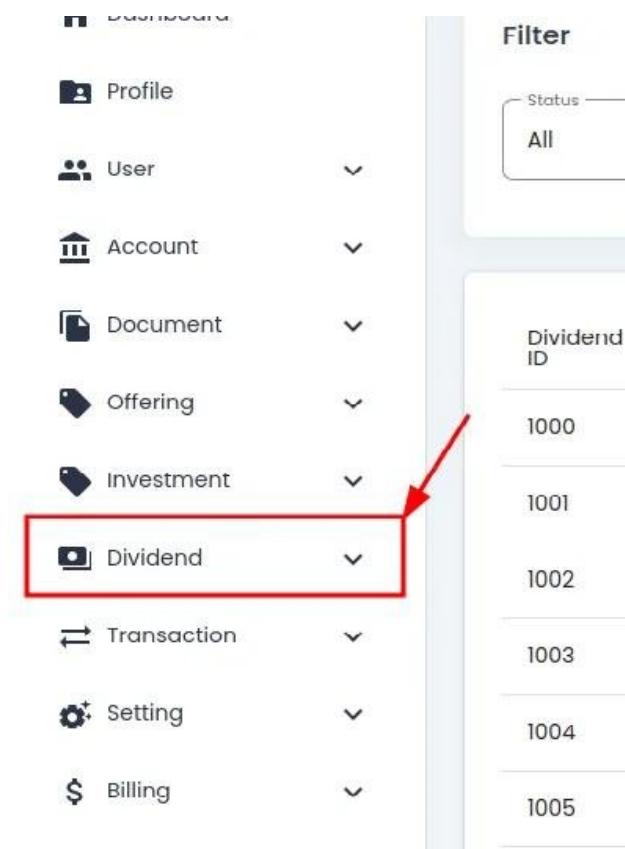 Dashboard
Profile
User
Account
Document
Offering
Investment
Dividend
Transaction
Setting
Billing
Filter
Status
All
Dividend
ID
1000
1001
1002
1003
1004
1005